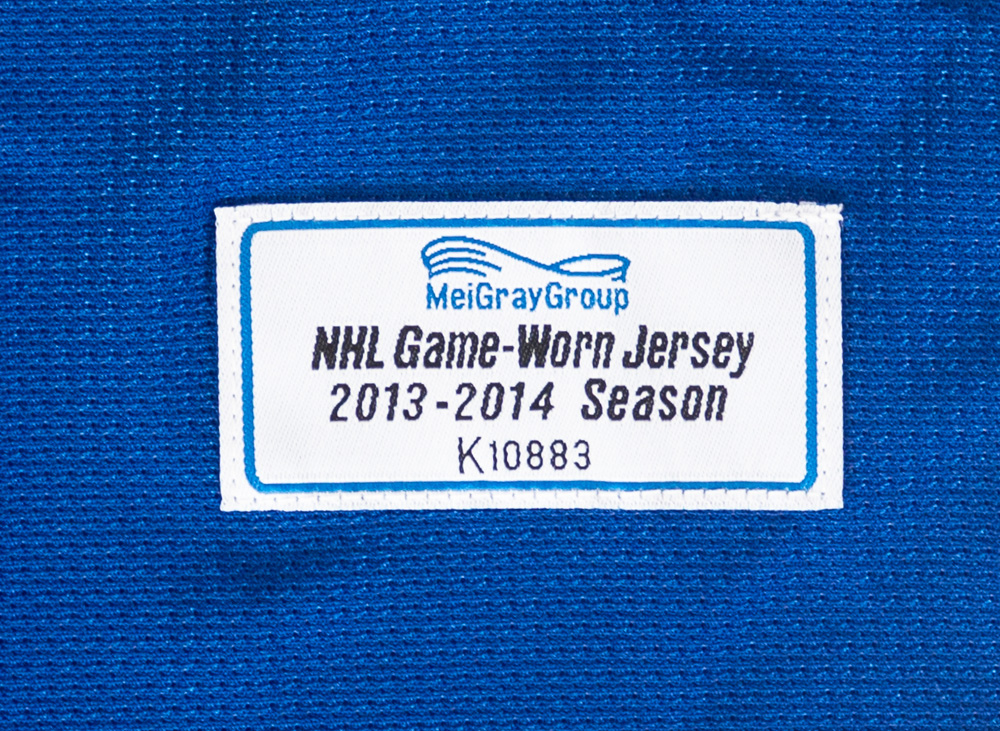 MeiGrayGroup
NHL Game-Worn Jersey
2013-2014 Season
K10883